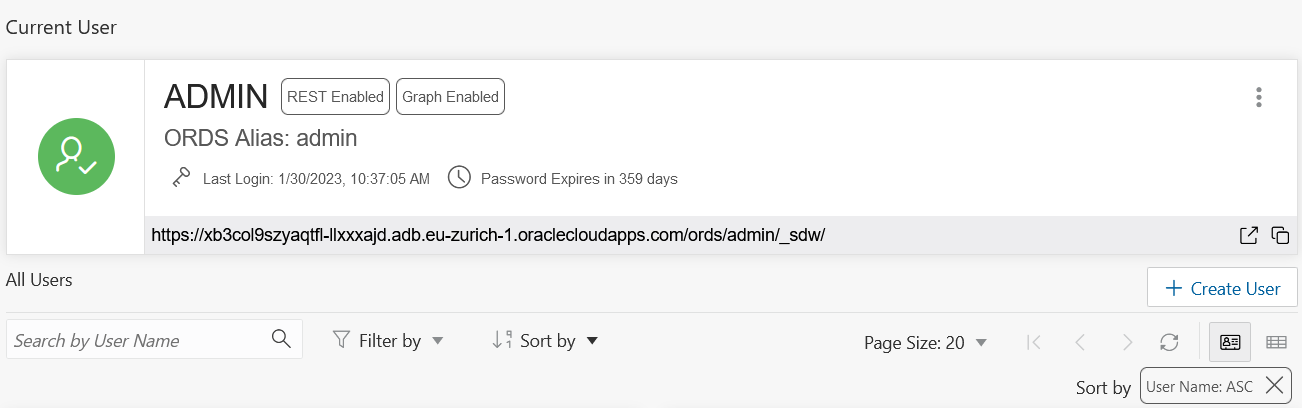 Current User
ADMIN REST Enabled Graph Enabled
ORDS Alias: admin
Last Login: 1/30/2023, 10:37:05 AM Password Expires in 359 days
https://xb3col9szyaqtfl-llxxxajd.adb.eu-zurich-1.oraclecloudapps.com/ords/admin/_sdw/
All Users
Create User
Search by User Name Filter by Sort by Page Size: 20
Sort by User Name: ASC